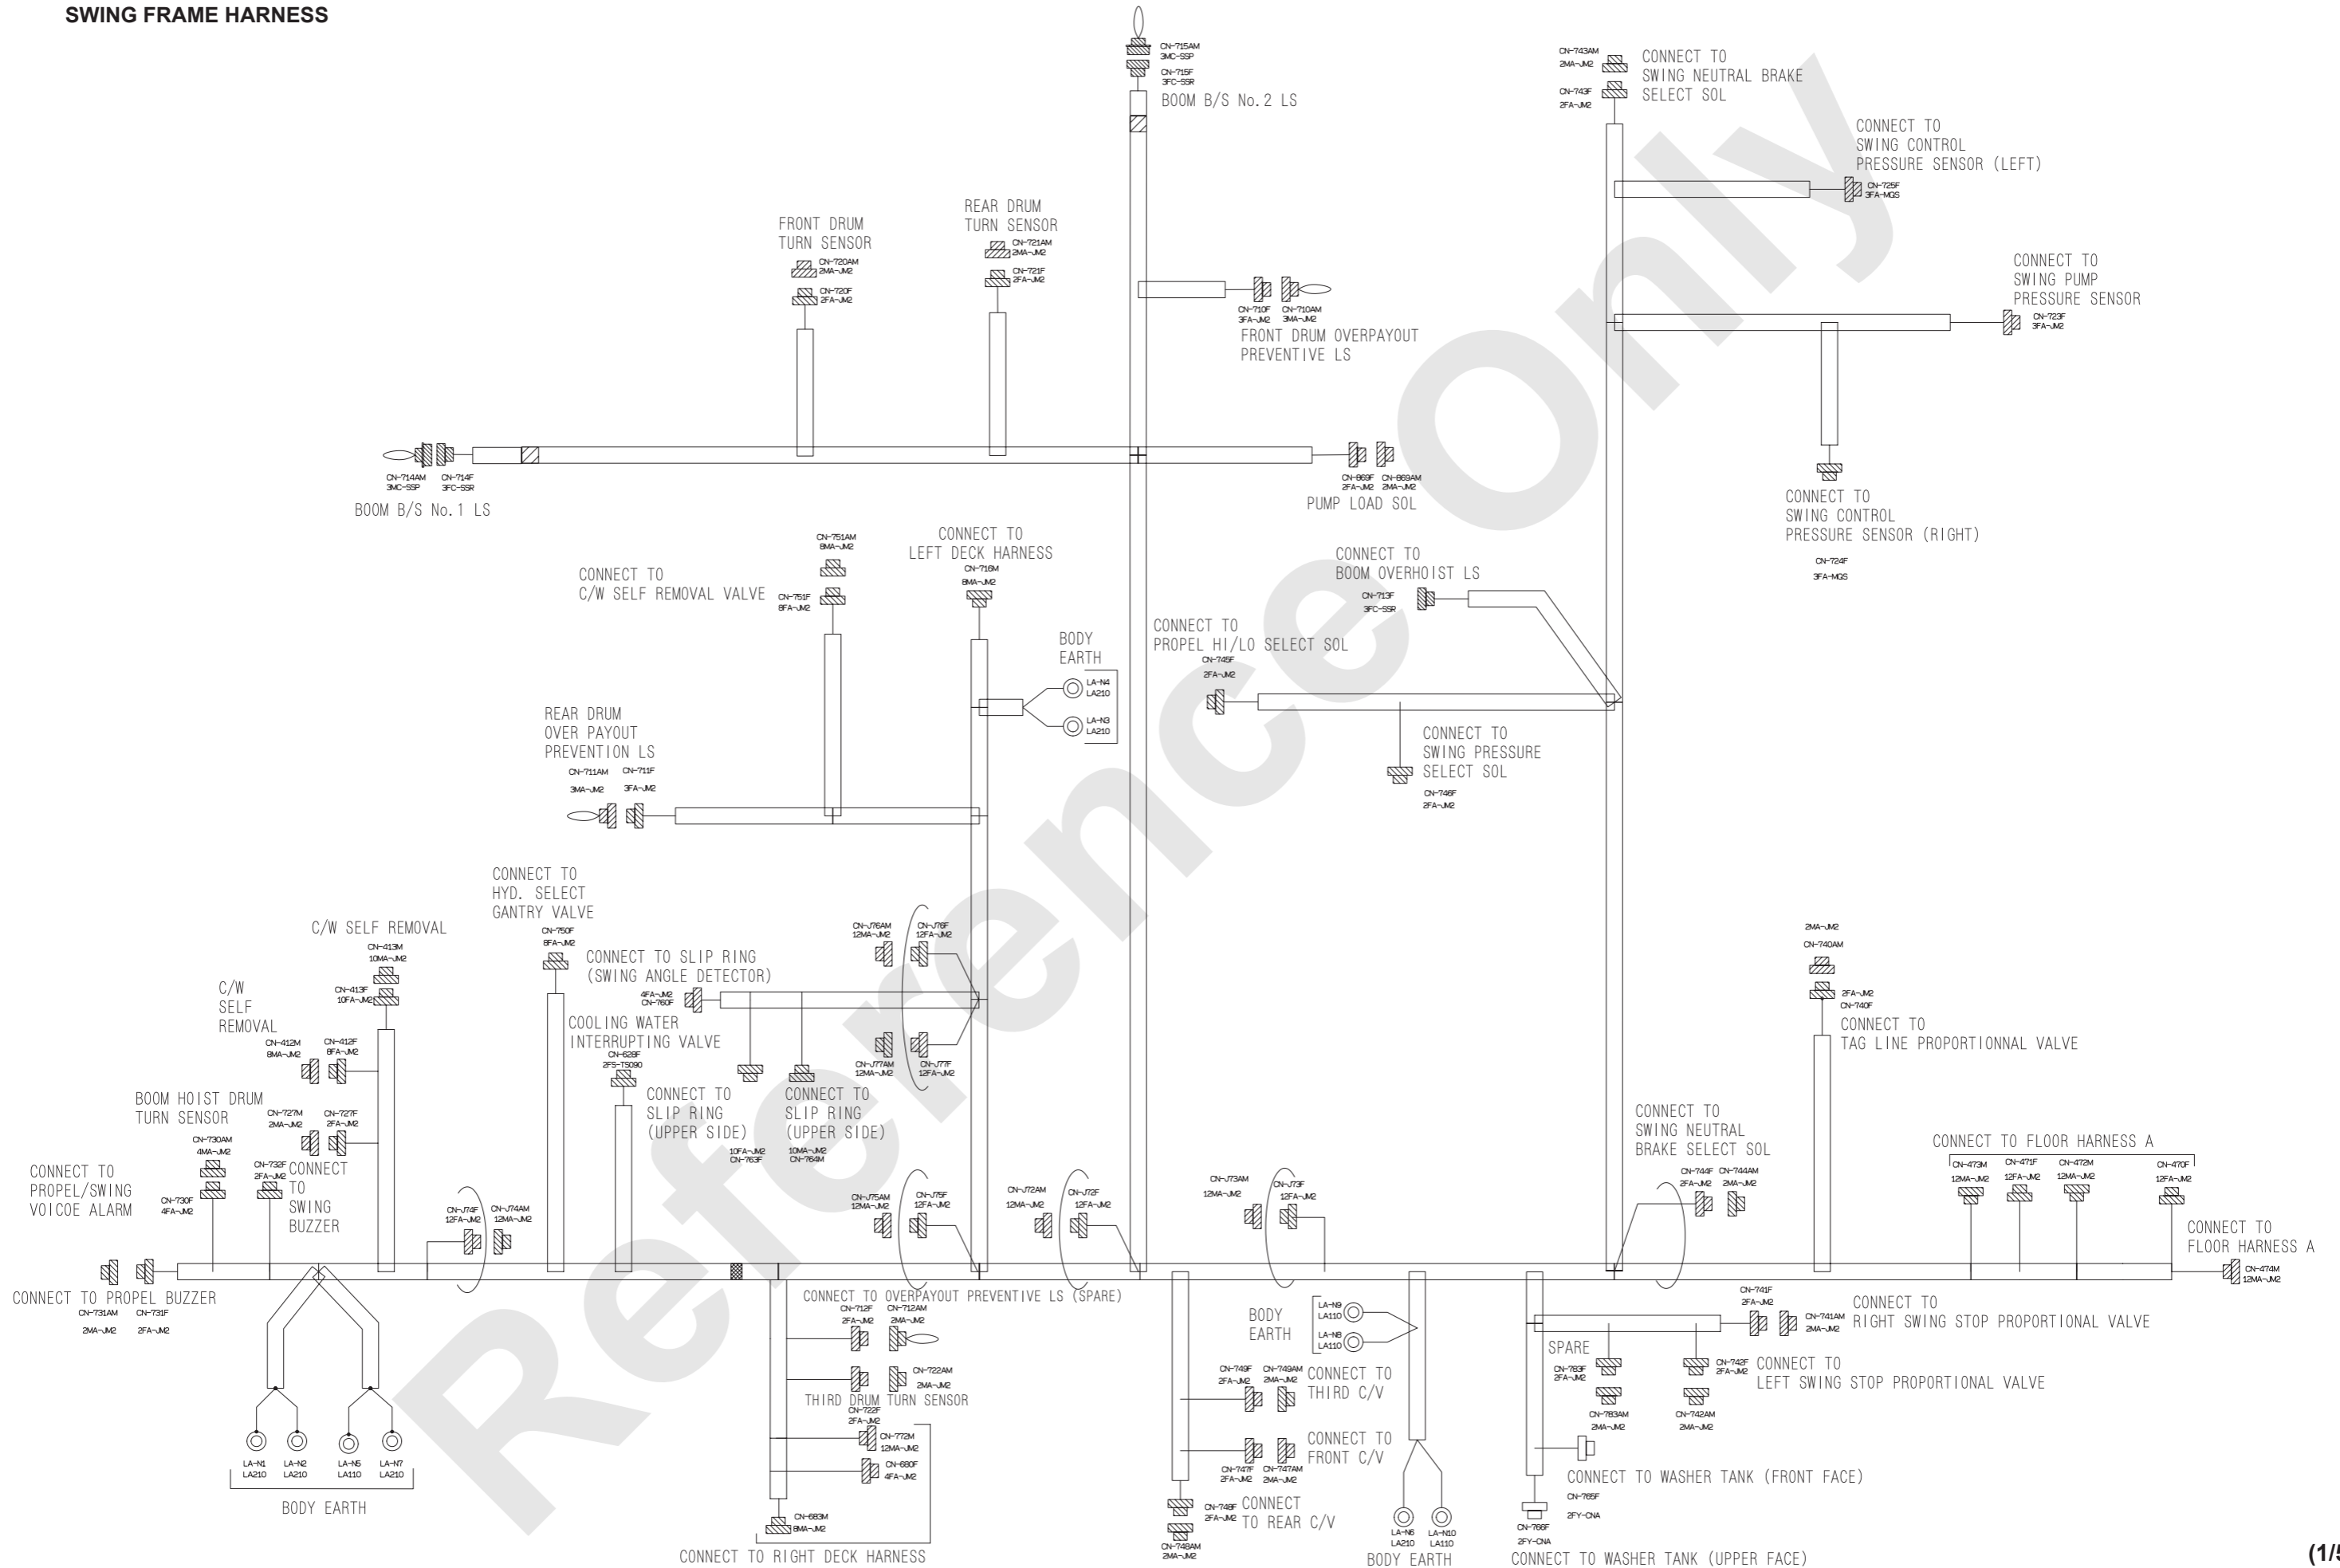 SWING FRAME HARNESS
CN-715AM
3MC-SSP
CN-715F
3FC-SSR
BOOM B/S No.2 LS
CN-743AM
2MA-JM2
CN-743F
2FA-JM2
CONNECT TO
SWING NEUTRAL BRAKE
SELECT SOL
CONNECT TO
SWING CONTROL
PRESSURE SENSOR (LEFT)
CN-725F
3FA-MQS
FRONT DRUM
TURN SENSOR
CN-720AM
2MA-JM2
CN-720F
2FA-JM2
REAR DRUM
TURN SENSOR
CN-721AM
2MA-JM2
CN-721F
2FA-JM2
CN-710F
3FA-JM2
CN-710AM
3MA-JM2
FRONT DRUM OVERPAYOUT
PREVENTIVE LS
CONNECT TO
SWING PUMP
PRESSURE SENSOR
CN-723F
3FA-JM2
CN-714AM
3MC-SSP
CN-714F
3FC-SSR
BOOM B/S No.1 LS
CN-869F
2FA-JM2
CN-869AM
2MA-JM2
PUMP LOAD SOL
CONNECT TO
SWING CONTROL
PRESSURE SENSOR (RIGHT)
CN-724F
3FA-MQS
CN-751AM
8MA-JM2
CONNECT TO
C/W SELF REMOVAL VALVE
CN-751F
8FA-JM2
CONNECT TO
LEFT DECK HARNESS
CN-716M
8MA-JM2
CONNECT TO
BOOM OVERHOIST LS
CN-713F
3FC-SSR
BODY
EARTH
LA-N4
LA210
LA-N3
LA210
CONNECT TO
PROPEL HI/LO SELECT SOL
CN-745F
2FA-JM2
REAR DRUM
OVER PAYOUT
PREVENTION LS
CN-711AM
3MA-JM2
CN-711F
3FA-JM2
CONNECT TO
SWING PRESSURE
SELECT SOL
CN-746F
2FA-JM2
CONNECT TO
HYD. SELECT
GANTRY VALVE
CN-750F
8FA-JM2
C/W SELF REMOVAL
CN-413M
10MA-JM2
CN-413F
10FA-JM2
CONNECT TO SLIP RING
(SWING ANGLE DETECTOR)
4FA-JM2
CN-760F
CN-J76AM
12MA-JM2
CN-J76F
12FA-JM2
2MA-JM2
CN-740AM
2FA-JM2
CN-740F
CONNECT TO
TAG LINE PROPORTIONNAL VALVE
C/W
SELF
REMOVAL
CN-412M
8MA-JM2
CN-412F
8FA-JM2
COOLING WATER
INTERRUPTING VALVE
CN-628F
2FS-TS090
CN-J77AM
12MA-JM2
CN-J77F
12FA-JM2
BOOM HOIST DRUM
TURN SENSOR
CN-727M
2MA-JM2
CN-727F
2FA-JM2
CONNECT TO
SLIP RING
(UPPER SIDE)
10FA-JM2
CN-763F
CONNECT TO
SLIP RING
(UPPER SIDE)
10MA-JM2
CN-764M
CONNECT TO
PROPEL/SWING
VOICOE ALARM
CN-730AM
4MA-JM2
CN-730F
4FA-JM2
CN-732F
2FA-JM2
CONNECT
TO
SWING
BUZZER
CN-J74F
12FA-JM2
CN-J74AM
12MA-JM2
CN-J75AM
12MA-JM2
CN-J75F
12FA-JM2
CN-J72AM
12MA-JM2
CN-J72F
12FA-JM2
CN-J73AM
12MA-JM2
CN-J73F
12FA-JM2
CONNECT TO
SWING NEUTRAL
BRAKE SELECT SOL
CN-744F
2FA-JM2
CN-744AM
2MA-JM2
CONNECT TO FLOOR HARNESS A
CN-473M
12MA-JM2
CN-471F
12FA-JM2
CN-472M
12MA-JM2
CN-470F
12FA-JM2
CONNECT TO
FLOOR HARNESS A
CN-474M
12MA-JM2
CONNECT TO PROPEL BUZZER
CN-731AM
2MA-JM2
CN-731F
2FA-JM2
CONNECT TO OVERPAYOUT PREVENTIVE LS (SPARE)
CN-712F
2FA-JM2
CN-712AM
2MA-JM2
CN-722AM
2MA-JM2
THIRD DRUM TURN SENSOR
CN-722F
2FA-JM2
CN-772M
12MA-JM2
CN-680F
4FA-JM2
CN-683M
8MA-JM2
CONNECT TO RIGHT DECK HARNESS
LA-N1
LA210
LA-N2
LA210
LA-N5
LA110
LA-N7
LA210
BODY EARTH
BODY
EARTH
LA-N9
LA110
LA-N8
LA110
CN-749F
2FA-JM2
CN-749AM
2MA-JM2
CONNECT TO
THIRD C/V
CN-747F
2FA-JM2
CN-747AM
2MA-JM2
CONNECT TO
FRONT C/V
CN-748F
2FA-JM2
CONNECT
TO REAR C/V
CN-748AM
2MA-JM2
LA-N6
LA210
LA-N10
LA110
BODY EARTH
CN-741F
2FA-JM2
CN-741AM
2MA-JM2
CONNECT TO
RIGHT SWING STOP PROPORTIONAL VALVE
SPARE
CN-783F
2FA-JM2
CN-783AM
2MA-JM2
CN-742F
2FA-JM2
CN-742AM
2MA-JM2
CONNECT TO
LEFT SWING STOP PROPORTIONAL VALVE
CONNECT TO WASHER TANK (FRONT FACE)
CN-765F
2FY-CNA
CN-766F
2FY-CNA
CONNECT TO WASHER TANK (UPPER FACE)
Reference Only
(1/5